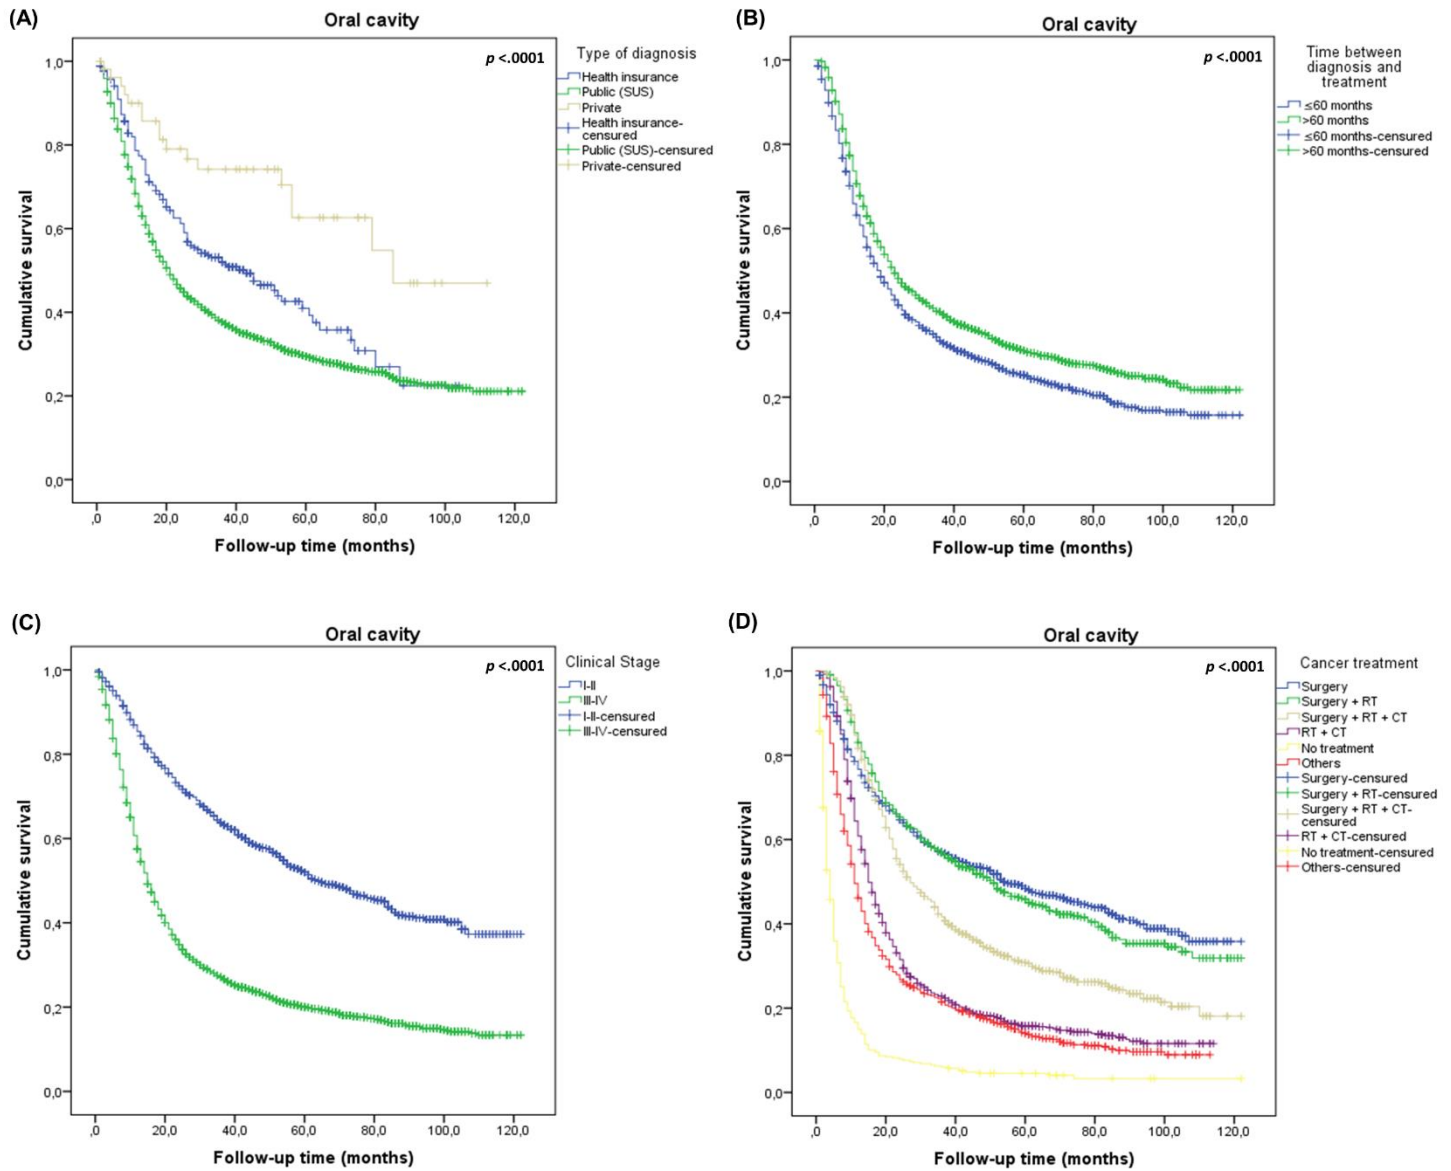 (A)
Oral cavity
p <.0001
Type of diagnosis
Health insurance
Public (SUS)
Private
Health insurance-
censured
Public (SUS)-censured
Private-censured
Cumulative survival
1,0
0,8
0,6
0,4
0,2
0,0
,0 20,0 40,0 60,0 80,0 100,0 120,0
Follow-up time (months)
(B)
Oral cavity
p <.0001
Time between
diagnosis and
treatment
≤60 months
>60 months
≤60 months-censured
>60 months-censured
Cumulative survival
1,0
0,8
0,6
0,4
0,2
0,0
,0 20,0 40,0 60,0 80,0 100,0 120,0
Follow-up time (months)
(C)
Oral cavity
p <.0001
Clinical Stage
I-II
III-IV
I-II-censured
III-IV-censured
Cumulative survival
1,0
0,8
0,6
0,4
0,2
0,0
,0 20,0 40,0 60,0 80,0 100,0 120,0
Follow-up time (months)
(D)
Oral cavity
p <.0001
Cancer treatment
Surgery
Surgery + RT
Surgery + RT + CT
RT + CT
No treatment
Others
Surgery-censured
Surgery + RT-censured
Surgery + RT + CT-
censured
RT + CT-censured
No treatment-censured
Others-censured
Cumulative survival
1,0
0,8
0,6
0,4
0,2
0,0
,0 20,0 40,0 60,0 80,0 100,0 120,0
Follow-up time (months)